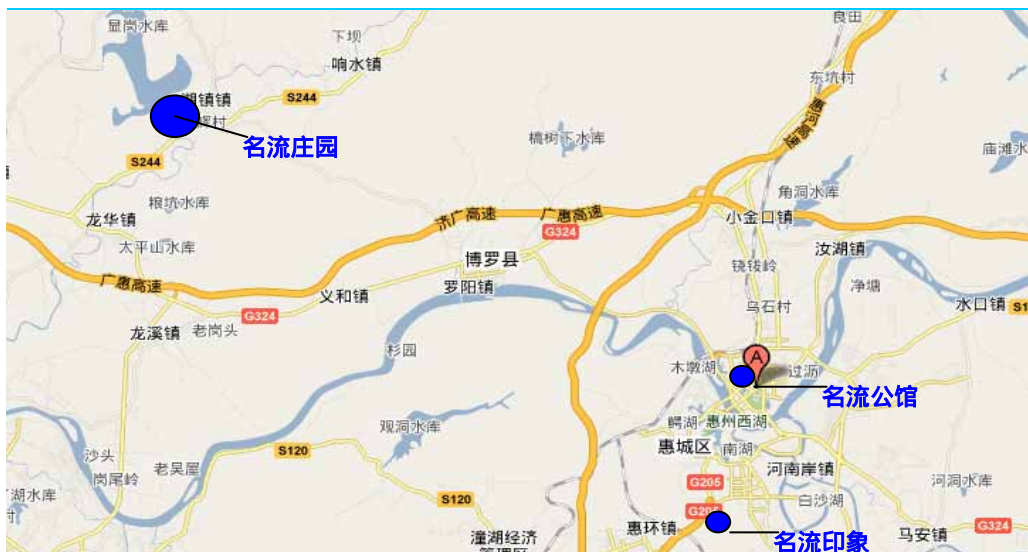 显岗水库
良田
下坝
响水镇
东坑村
惠河高速
S244
湖镇镇
名流庄园
橋树下水库
S244
角洞水库
粮坑水库
龙华镇
济广高速
广惠高速
小金口镇
G324
太平山水库
博罗县
汝湖镇
铙钹岭
广惠高速
罗阳镇
义和镇
净塘
水口镇
乌石村
G324
龙溪镇
老岗头
杉园
木墩湖
A
过沥
名流公馆
鳄湖
惠州西湖
观洞水库
惠城区
南湖
沙头
老吴屋
S120
河南岸镇
岗尾岭
G205
河洞水库
S120
白沙湖
惠环镇
马安镇
G324
潼湖经济
名流印象